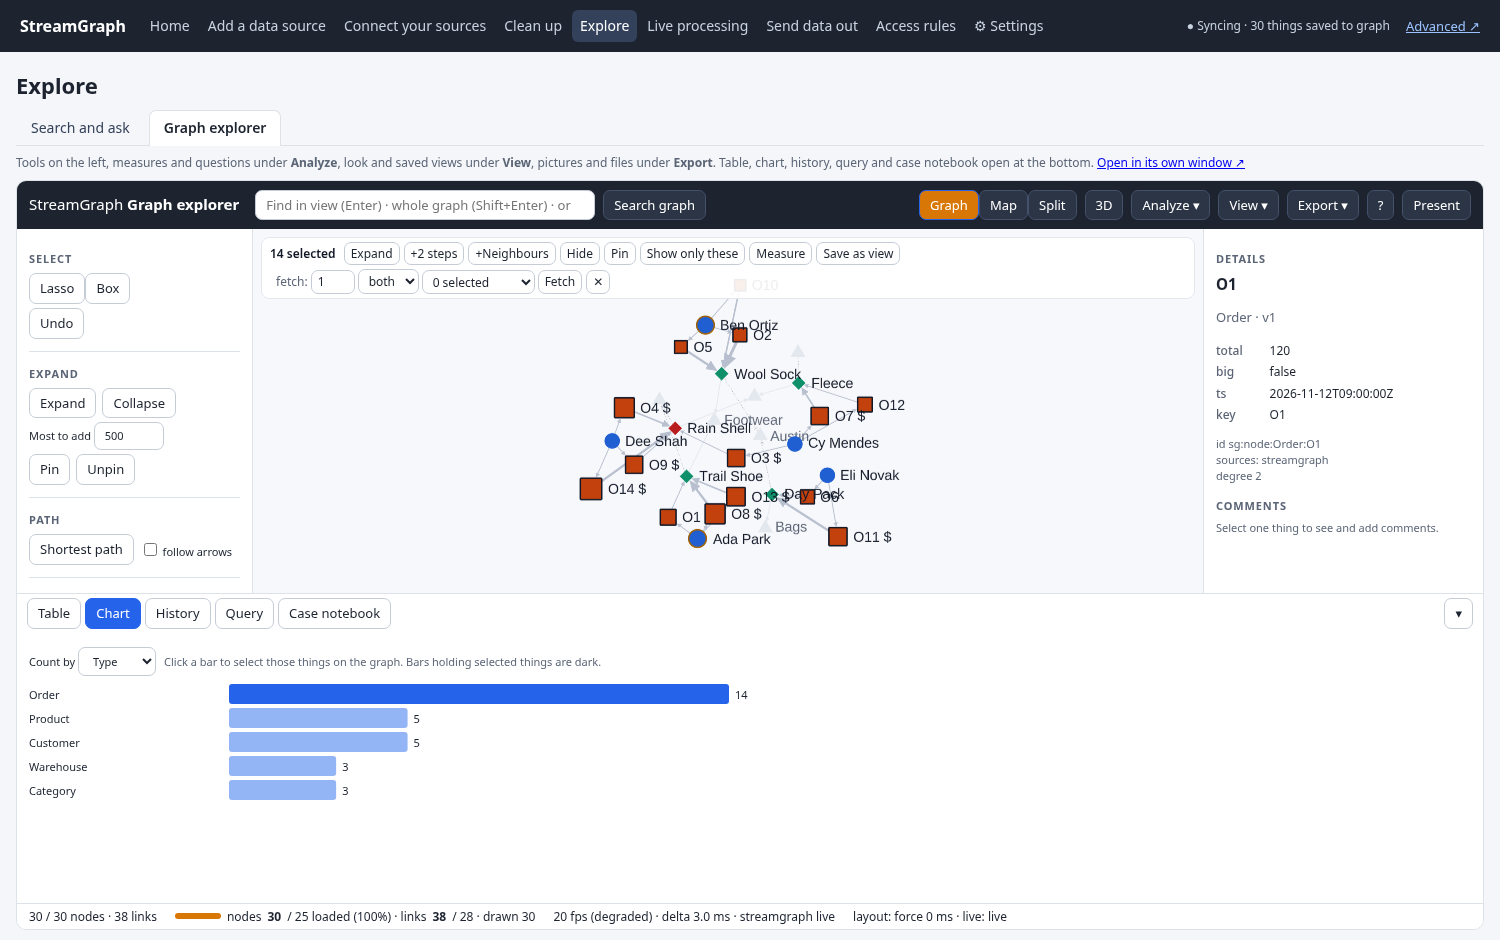 StreamGraph Home Add a data source Connect your sources Clean up Explore Live processing Send data out Access rules ⚙ Settings ● Syncing · 30 things saved to graph Advanced ↗
Explore
Search and ask Graph explorer
Tools on the left, measures and questions under Analyze, look and saved views under View, pictures and files under Export. Table, chart, history, query and case notebook open at the bottom. Open in its own window ↗
StreamGraph Graph explorer Find in view (Enter) · whole graph (Shift+Enter) · or Search graph Graph Map Split 3D Analyze ▾ View ▾ Export ▾ ? Present
SELECT
Lasso Box
Undo
EXPAND
Expand Collapse
Most to add 500
Pin Unpin
PATH
Shortest path follow arrows
14 selected Expand +2 steps +Neighbours Hide Pin Show only these Measure Save as view
fetch: 1 both 0 selected Fetch ✕
O10
Ben Ortiz
O2
O5
Wool Sock
Fleece
O4 $
O12
O7 $
Footwear
Rain Shell
Austin
Dee Shah
Cy Mendes
O3 $
O9 $
Trail Shoe
Eli Novak
O14 $
O13 $
Day Pack
O6
O1
O8 $
Bags
O11 $
Ada Park
DETAILS
O1
Order · v1
total 120
big false
ts 2026-11-12T09:00:00Z
key O1
id sg:node:Order:O1
sources: streamgraph
degree 2
COMMENTS
Select one thing to see and add comments.
Table Chart History Query Case notebook ▾
Count by Type Click a bar to select those things on the graph. Bars holding selected things are dark.
Order 14
Product 5
Customer 5
Warehouse 3
Category 3
30 / 30 nodes · 38 links nodes 30 / 25 loaded (100%) · links 38 / 28 · drawn 30 20 fps (degraded) · delta 3.0 ms · streamgraph live layout: force 0 ms · live: live